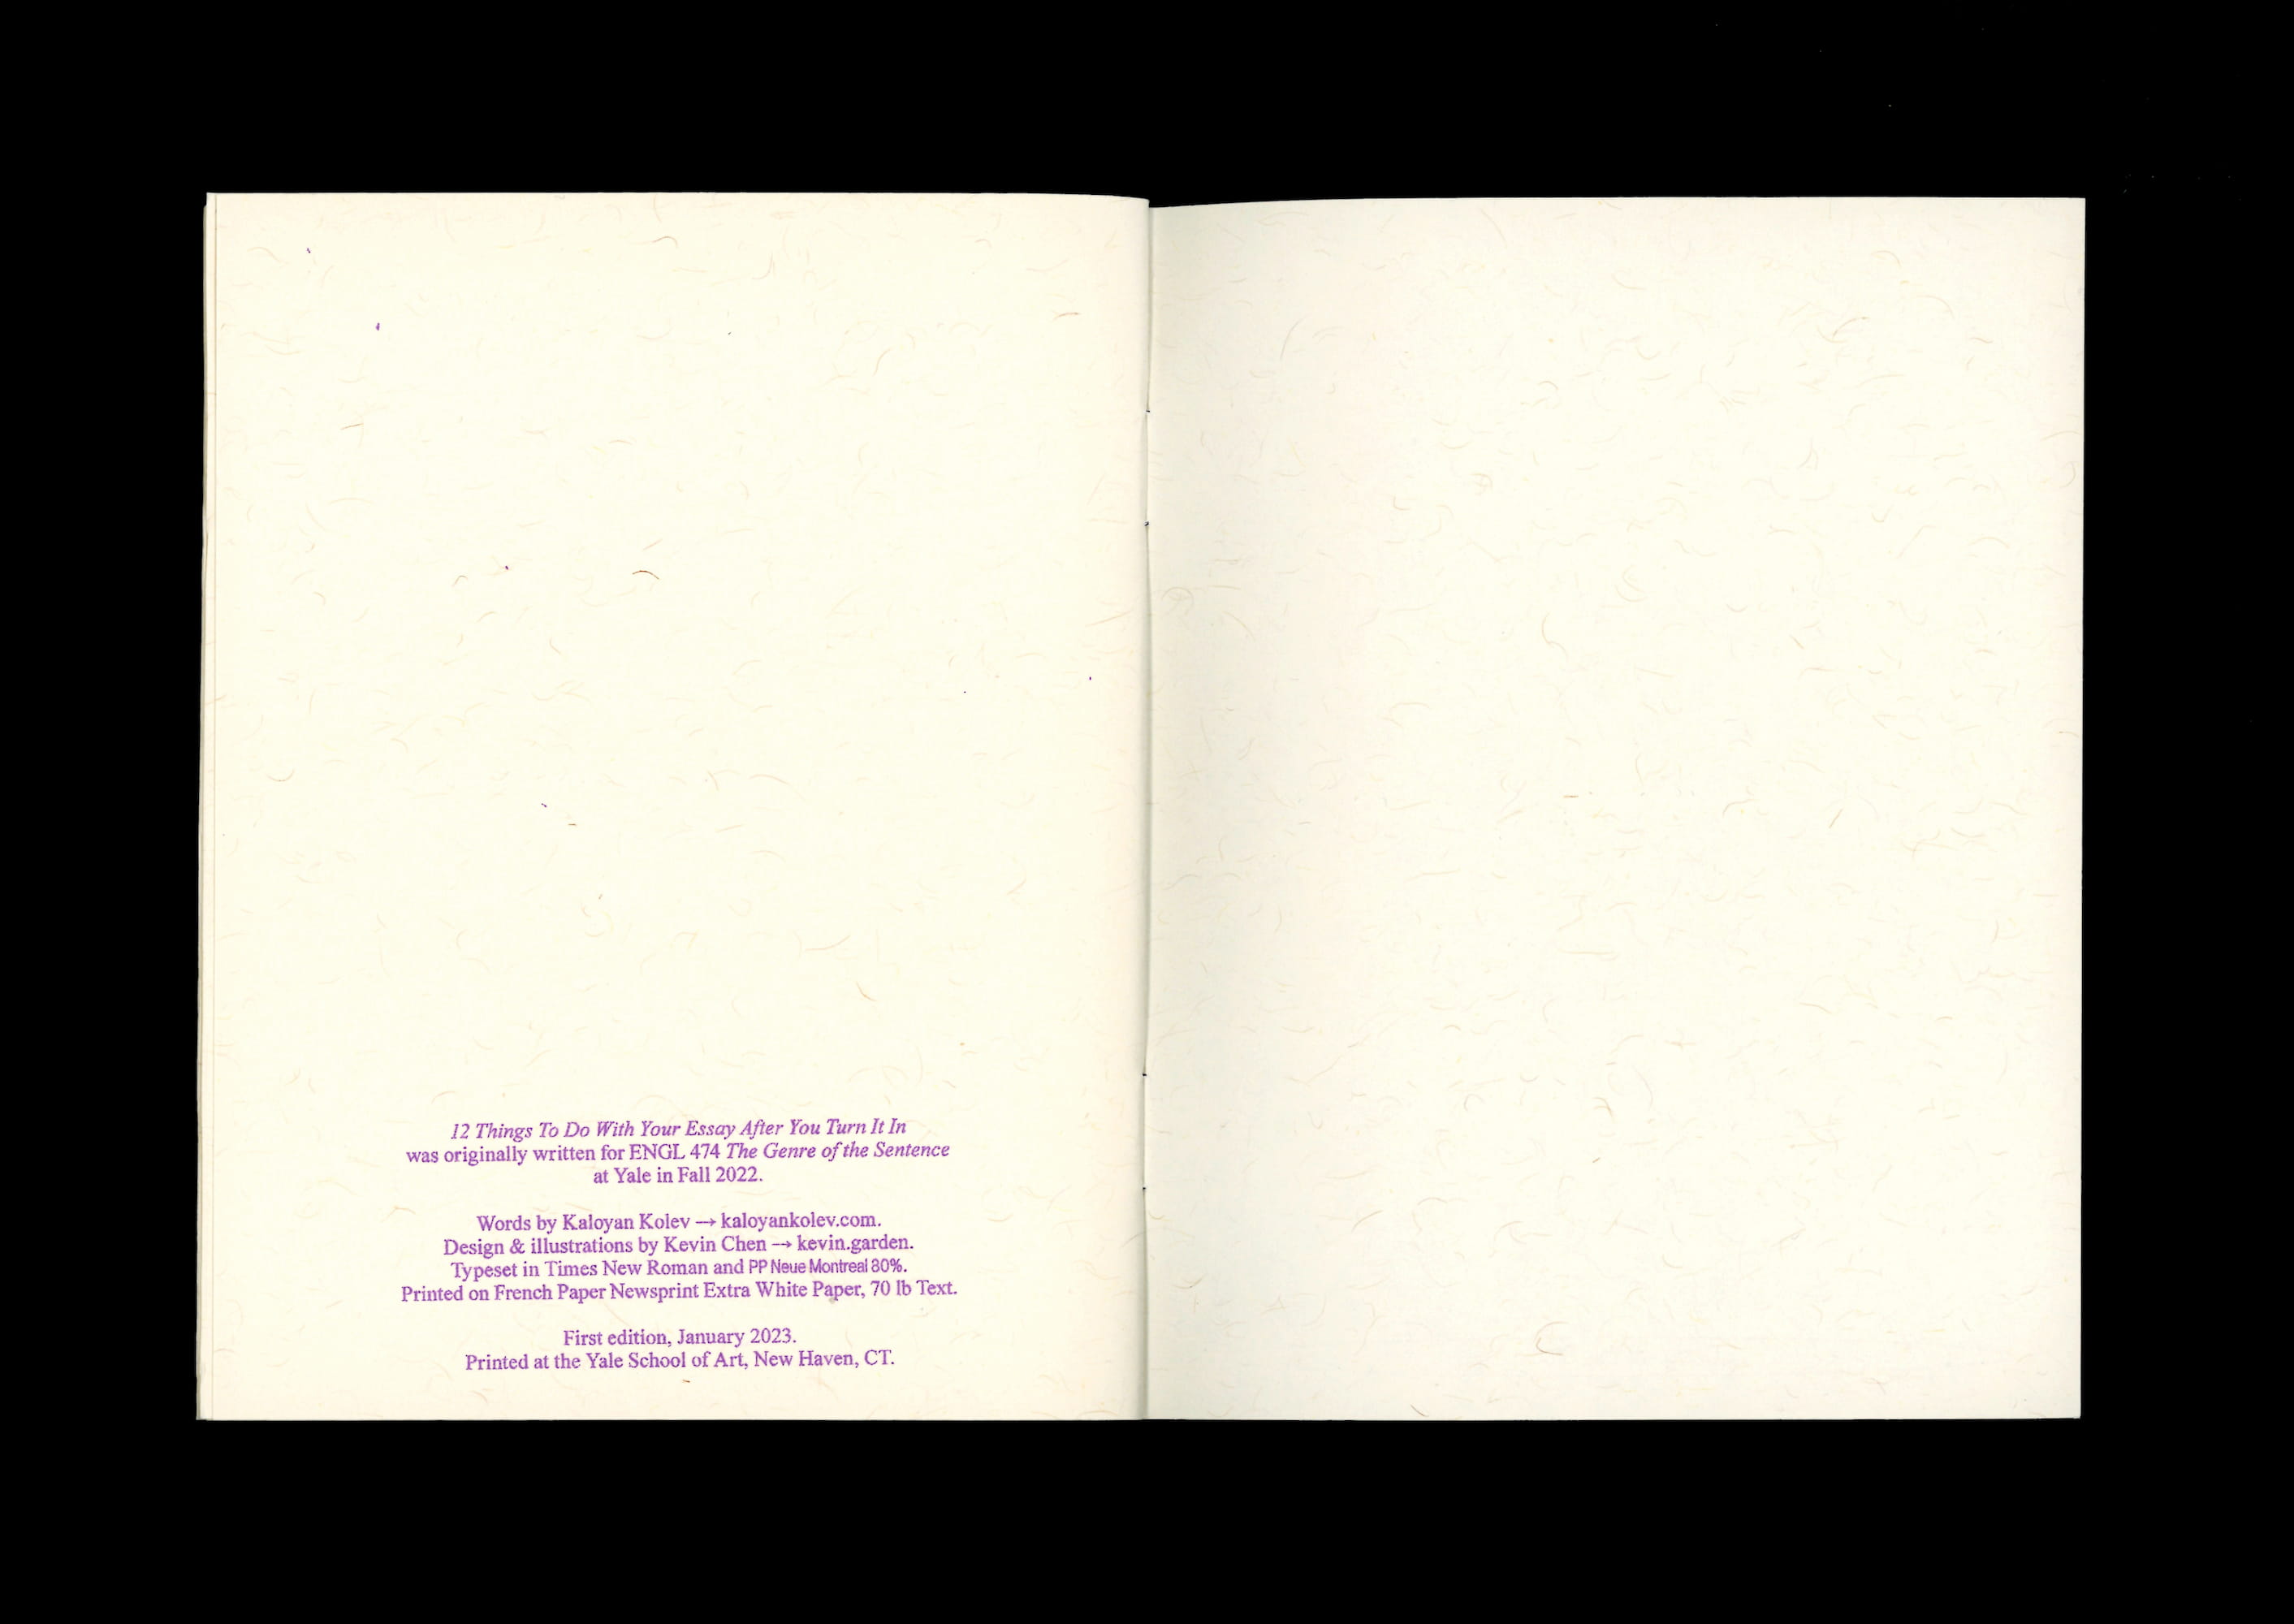 12 Things To Do With Your Essay After You Turn It In
was originally written for ENGL 474 The Genre of the Sentence
at Yale in Fall 2022.
Words by Kaloyan Kolev → kaloyankolev.com.
Design & illustrations by Kevin Chen → kevin.garden.
Typeset in Times New Roman and PP Neue Montreal 80%.
Printed on French Paper Newsprint Extra White Paper, 70 lb Text.
First edition, January 2023.
Printed at the Yale School of Art, New Haven, CT.